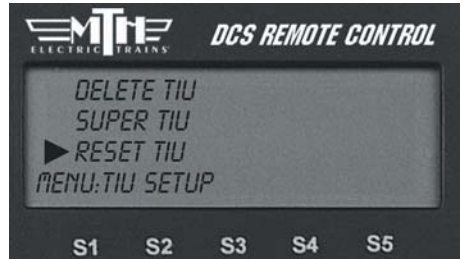 MTH DCS REMOTE CONTROL
ELECTRIC TRAINS
DELETE TIU
SUPER TIU
RESET TIU
MENU:TIU SETUP
S1 S2 S3 S4 S5